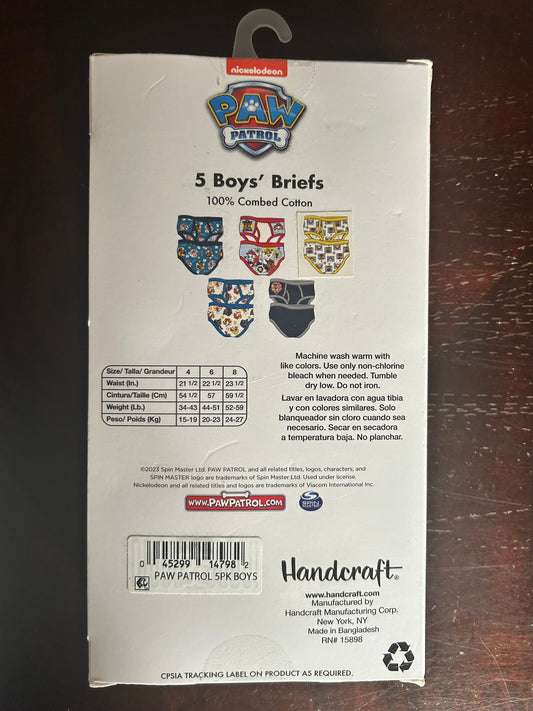 nickelodeon
PAW
PATROL
5 Boys' Briefs
100% Combed Cotton
Size/ Talla/ Grandeur 4 6 8
Waist (In.) 21 1/2 22 1/2 23 1/2
Cintura/Taille (Cm) 54 1/2 57 59 1/2
Weight (Lb.) 34-43 44-51 52-59
Peso/ Poids (Kg) 15-19 20-23 24-27
Machine wash warm with
like colors. Use only non-chlorine
bleach when needed. Tumble
dry low. Do not iron.
Lavar en lavadora con agua tibia
y con colores similares. Solo
blanqueador sin cloro cuando sea
necesario. Secar en secadora
a temperatura baja. No planchar.
©2023 Spin Master Ltd. PAW PATROL and all related titles, logos, characters; and
SPIN MASTER logo are trademarks of Spin Master Ltd. Used under license.
Nickelodeon and all related titles and logos are trademarks of Viacom International Inc.
www.PawPatrol.com
SPIN MASTER
0 45299 14798 2
PAW PATROL 5PK BOYS
Handcraft®
www.handcraft.com
Manufactured by
Handcraft Manufacturing Corp.
New York, NY
Made in Bangladesh
RN# 15898
CPSIA TRACKING LABEL ON PRODUCT AS REQUIRED.